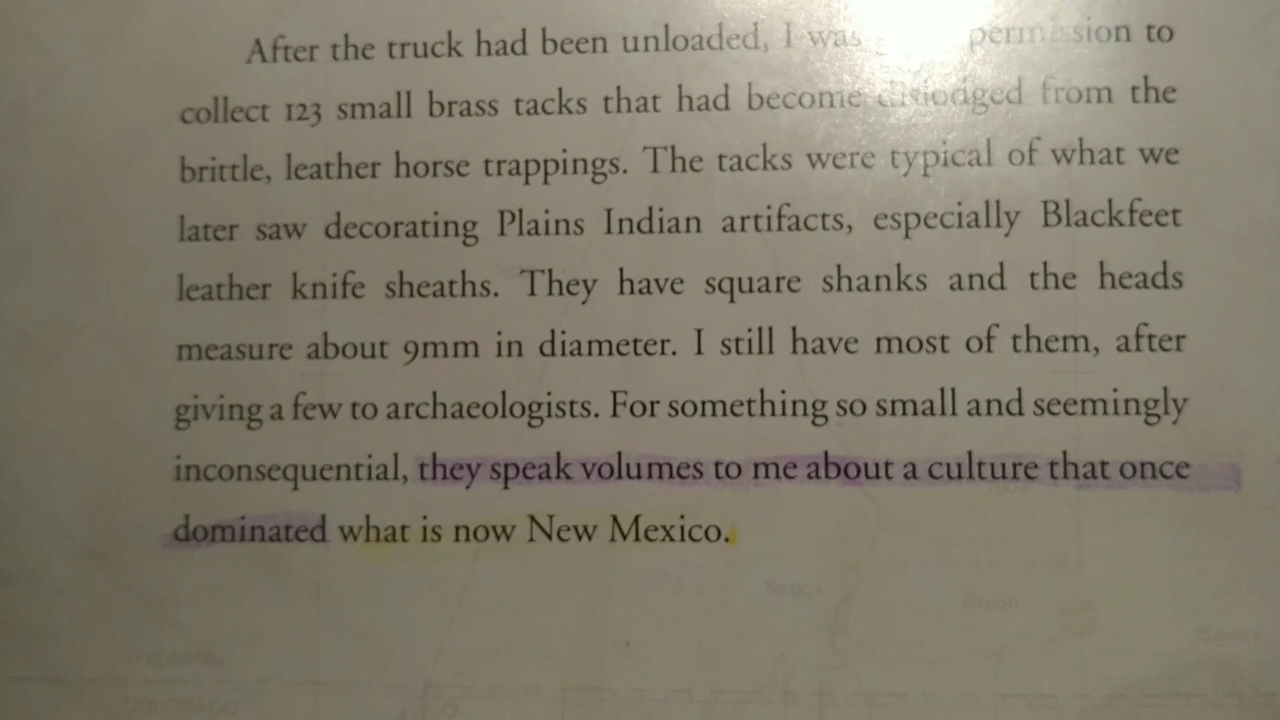 After the truck had been unloaded, I was permission to
collect 123 small brass tacks that had become dislodged from the
brittle, leather horse trappings. The tacks were typical of what we
later saw decorating Plains Indian artifacts, especially Blackfeet
leather knife sheaths. They have square shanks and the heads
measure about 9mm in diameter. I still have most of them, after
giving a few to archaeologists. For something so small and seemingly
inconsequential, they speak volumes to me about a culture that once
dominated what is now New Mexico.
Dixon